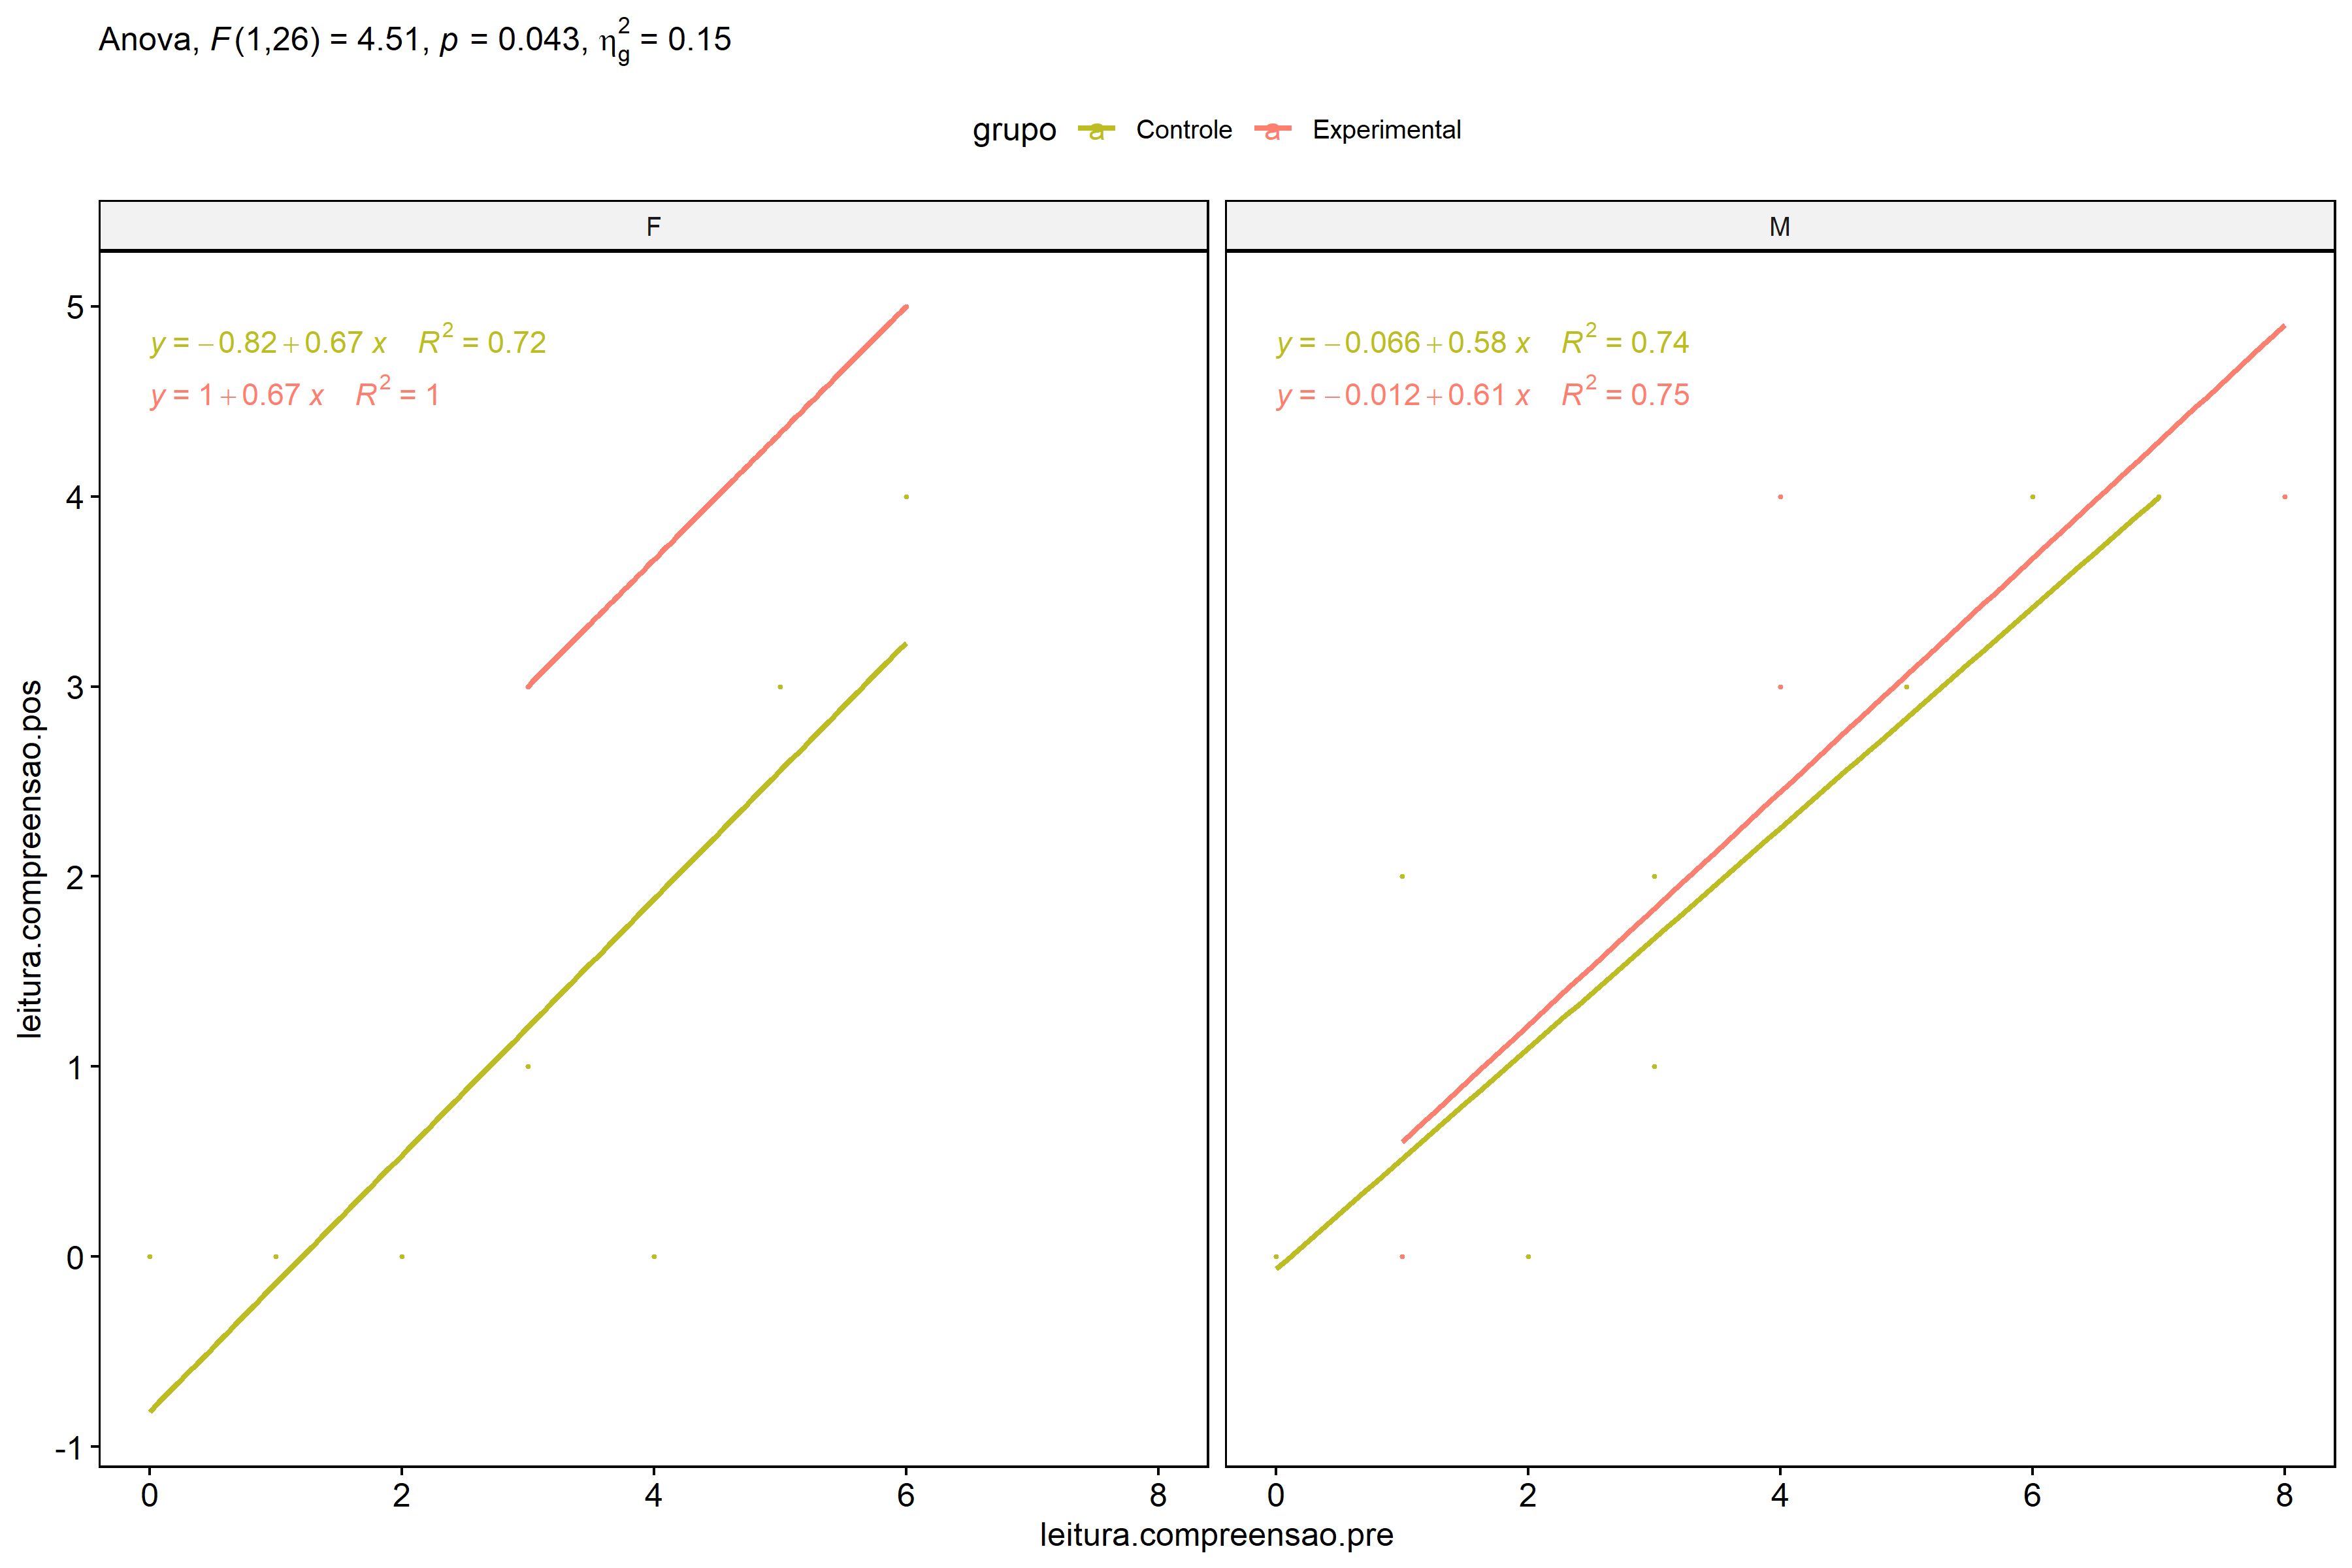 Anova, F(1,26) = 4.51, p = 0.043, η²g = 0.15
grupo a Controle a Experimental
F
M
y = −0.82 + 0.67 x R² = 0.72
y = 1 + 0.67 x R² = 1
y = −0.066 + 0.58 x R² = 0.74
y = −0.012 + 0.61 x R² = 0.75
5
4
3
2
1
0
-1
leitura.compreensao.pos
0 2 4 6 8
0 2 4 6 8
leitura.compreensao.pre